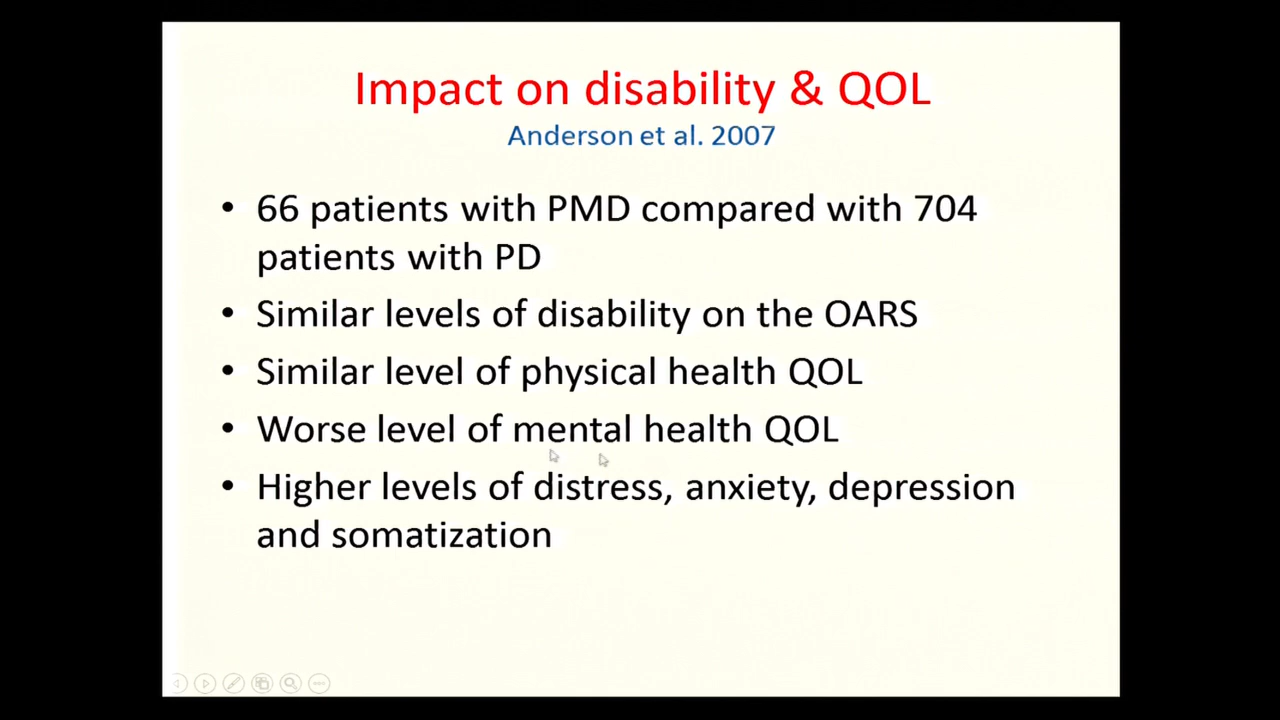 Impact on disability & QOL
Anderson et al. 2007
• 66 patients with PMD compared with 704
patients with PD
• Similar levels of disability on the OARS
• Similar level of physical health QOL
• Worse level of mental health QOL
• Higher levels of distress, anxiety, depression
and somatization